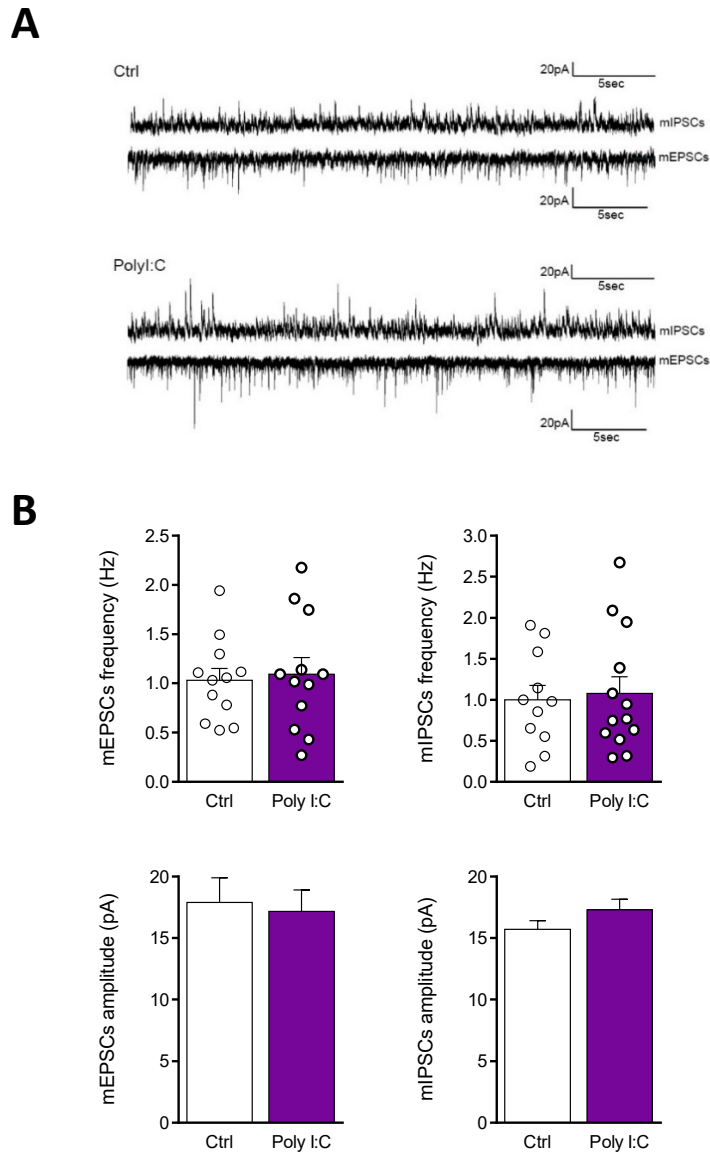 A
Ctrl
20pA
5sec
mIPSCs
mEPSCs
20pA
5sec
PolyI:C
20pA
5sec
mIPSCs
mEPSCs
20pA
5sec
B
mEPSCs frequency (Hz)
2.5
2.0
1.5
1.0
0.5
0.0
Ctrl Poly I:C
mIPSCs frequency (Hz)
3.0
2.5
2.0
1.5
1.0
0.5
0.0
Ctrl Poly I:C
mEPSCs amplitude (pA)
20
15
10
5
0
Ctrl Poly I:C
mIPSCs amplitude (pA)
20
15
10
5
0
Ctrl Poly I:C